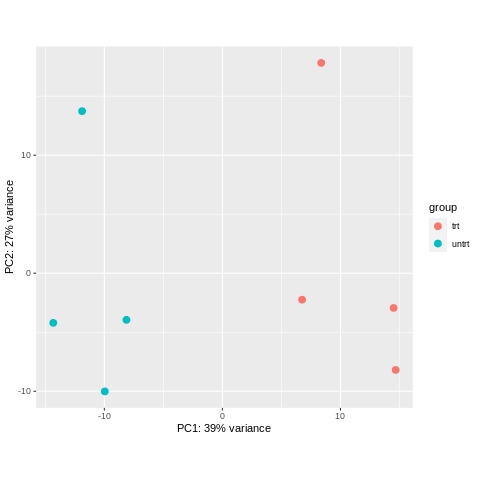 10
0
-10
-10
0
10
PC1: 39% variance
PC2: 27% variance
group
trt
untrt